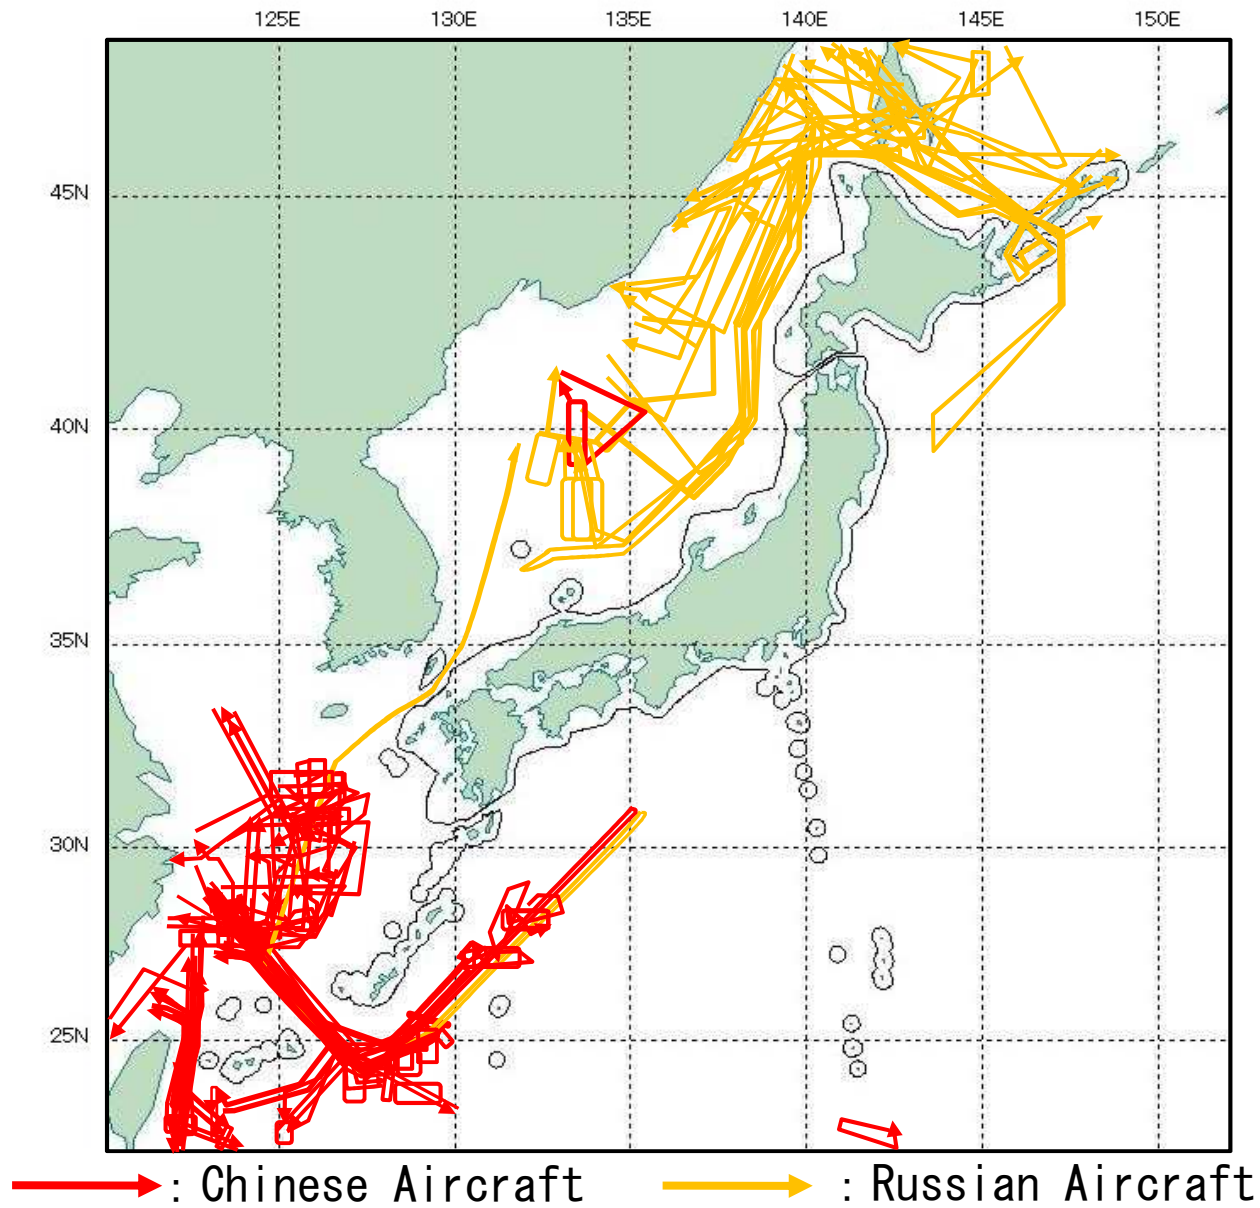 125E 130E 135E 140E 145E 150E
45N
40N
35N
30N
25N
: Chinese Aircraft : Russian Aircraft